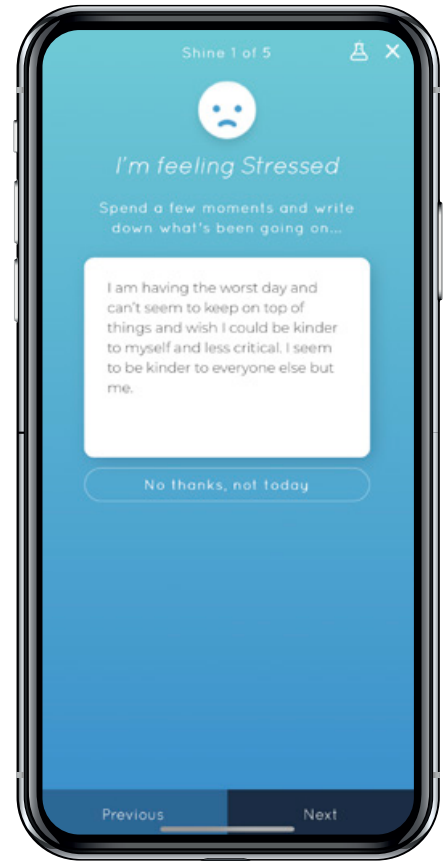 Shine 1 of 5
I'm feeling Stressed
Spend a few moments and write
down what's been going on...
I am having the worst day and
can't seem to keep on top of
things and wish I could be kinder
to myself and less critical. I seem
to be kinder to everyone else but
me.
No thanks, not today
Previous
Next